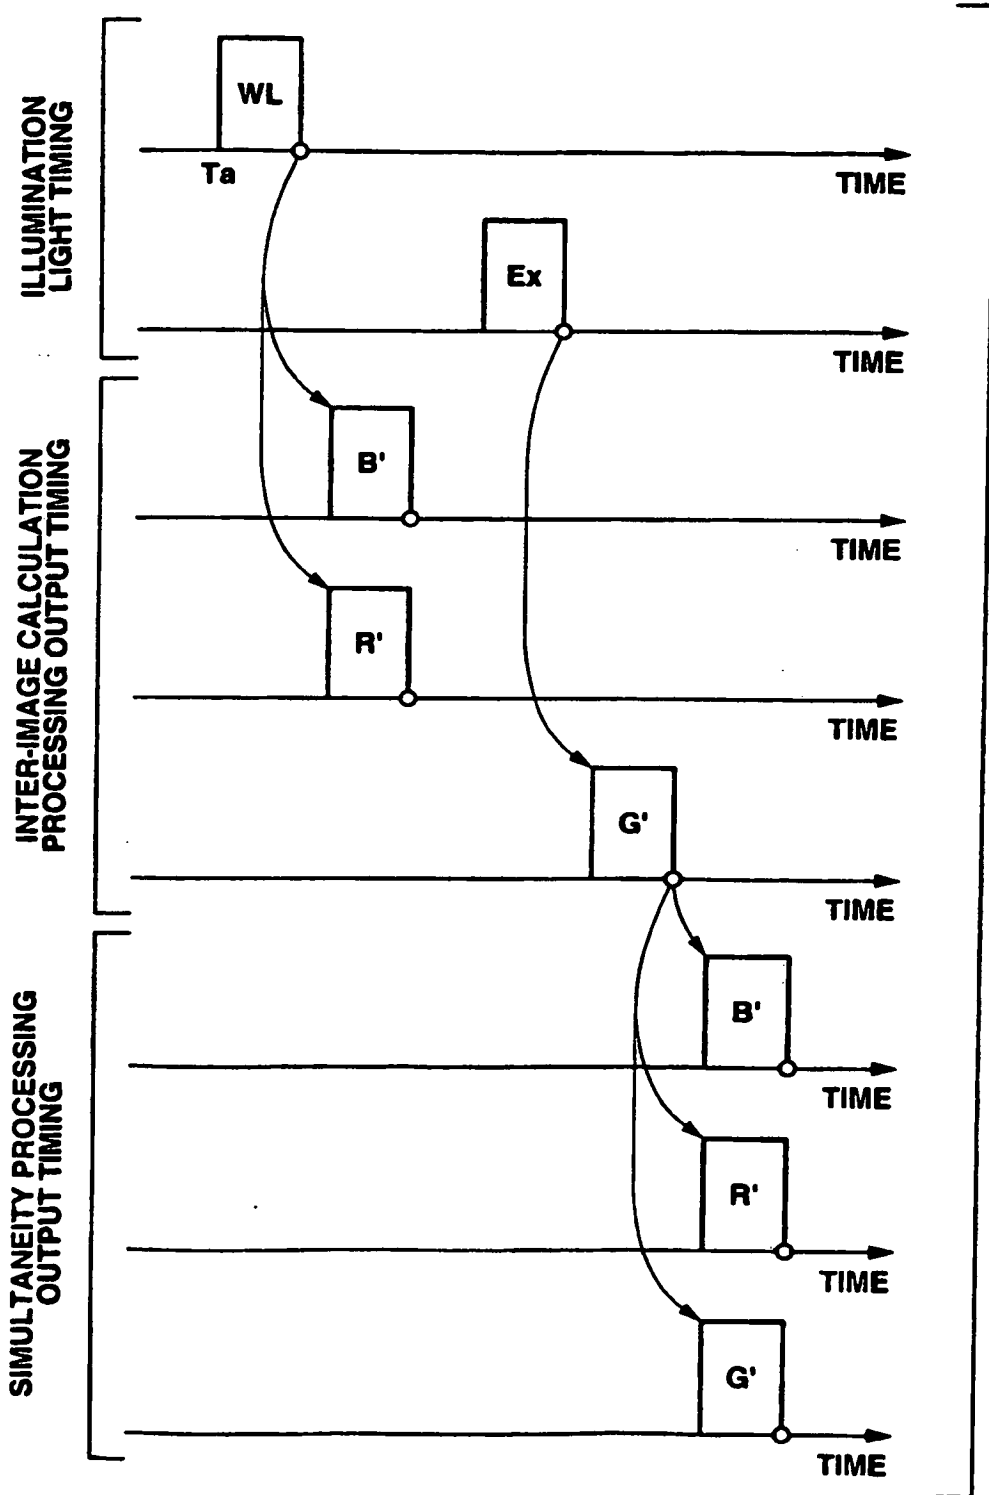 ILLUMINATION
LIGHT TIMING
WL
Ta
TIME
Ex
TIME
INTER-IMAGE CALCULATION
PROCESSING OUTPUT TIMING
B'
TIME
R'
TIME
G'
TIME
SIMULTANEITY PROCESSING
OUTPUT TIMING
B'
TIME
R'
TIME
G'
TIME